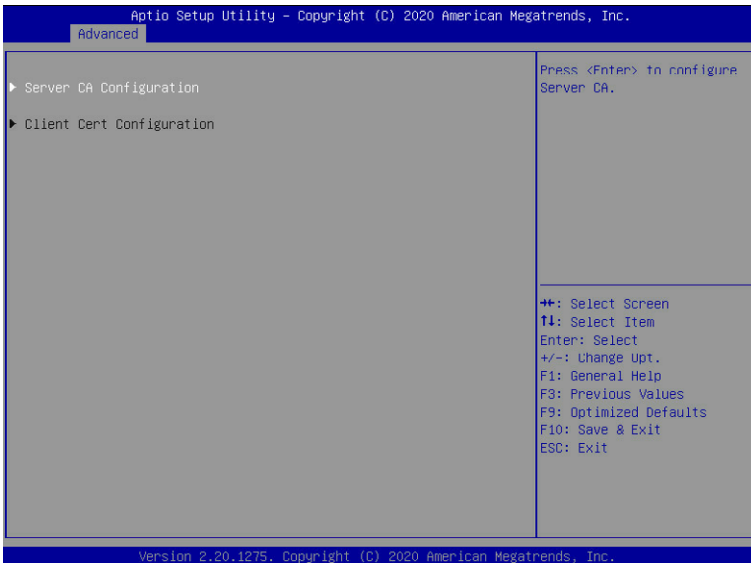 Aptio Setup Utility – Copyright (C) 2020 American Megatrends, Inc.
Advanced
▶ Server CA Configuration
▶ Client Cert Configuration
Press <Enter> to configure
Server CA.
→←: Select Screen
↑↓: Select Item
Enter: Select
+/-: Change Opt.
F1: General Help
F3: Previous Values
F9: Optimized Defaults
F10: Save & Exit
ESC: Exit
Version 2.20.1275. Copyright (C) 2020 American Megatrends, Inc.